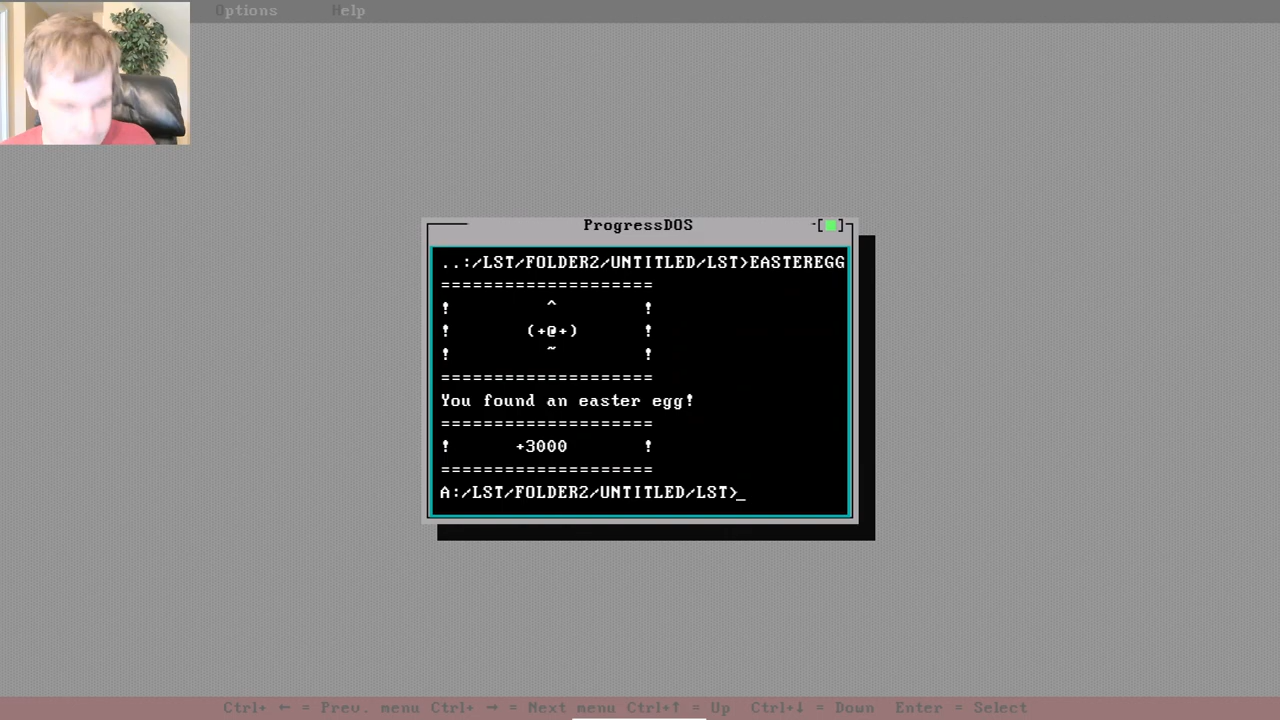 Options Help
ProgressDOS
-[■]
..:/LST/FOLDER2/UNTITLED/LST>EASTEREGG
====================
! ^ !
! (+@+) !
! ~ !
====================
You found an easter egg!
====================
! +3000 !
====================
A:/LST/FOLDER2/UNTITLED/LST>_
Ctrl+ ← = Prev. menu Ctrl+ → = Next menu Ctrl+↑ = Up Ctrl+↓ = Down Enter = Select